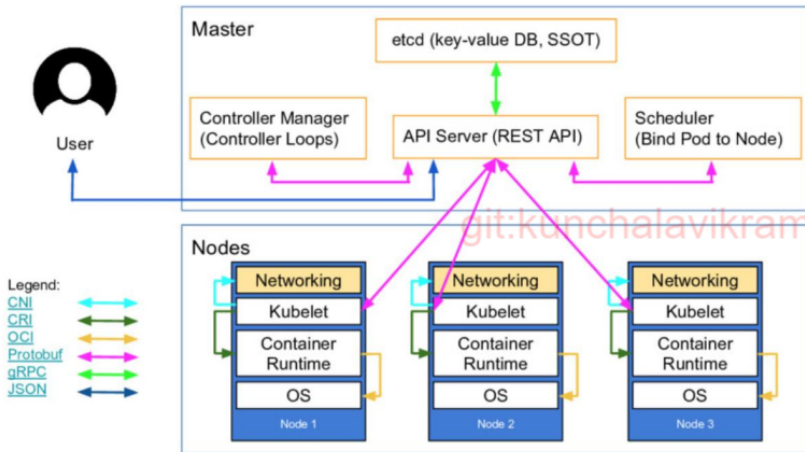 Master
etcd (key-value DB, SSOT)
User
Controller Manager
(Controller Loops)
API Server (REST API)
Scheduler
(Bind Pod to Node)
git:kunchalavikram
Nodes
Legend:
CNI
CRI
OCI
Protobuf
gRPC
JSON
Networking
Kubelet
Container
Runtime
OS
Node 1
Networking
Kubelet
Container
Runtime
OS
Node 2
Networking
Kubelet
Container
Runtime
OS
Node 3